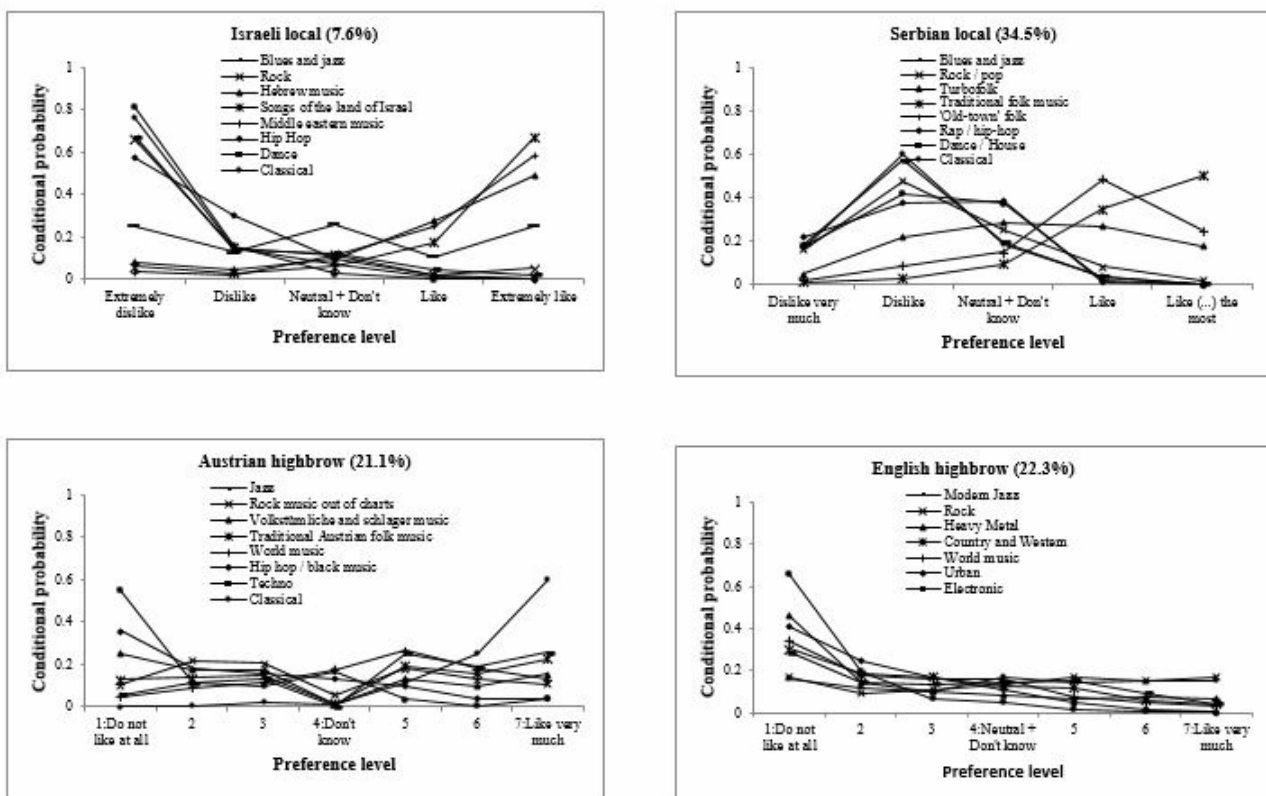 Israeli local (7.6%)
Blues and jazz
Rock
Hebrew music
Songs of the land of Israel
Middle eastern music
Hip Hop
Dance
Classical
Conditional probability
1
0.8
0.6
0.4
0.2
0
Extremely dislike
Dislike
Neutral + Don't know
Like
Extremely like
Preference level
Serbian local (34.5%)
Blues and jazz
Rock / pop
Turbofolk
Traditional folk music
'Old-town' folk
Rap / hip-hop
Dance / House
Classical
Conditional probability
1
0.8
0.6
0.4
0.2
0
Dislike very much
Dislike
Neutral + Don't know
Like
Like (...) the most
Preference level
Austrian highbrow (21.1%)
Jazz
Rock music out of charts
Volkstümliche and schlager music
Traditional Austrian folk music
World music
Hip hop / black music
Techno
Classical
Conditional probability
1
0.8
0.6
0.4
0.2
0
1:Do not like at all
2
3
4:Don't know
5
6
7:Like very much
Preference level
English highbrow (22.3%)
Modern Jazz
Rock
Heavy Metal
Country and Western
World music
Urban
Electronic
Conditional probability
1
0.8
0.6
0.4
0.2
0
1:Do not like at all
2
3
4:Neutral + Don't know
5
6
7:Like very much
Preference level